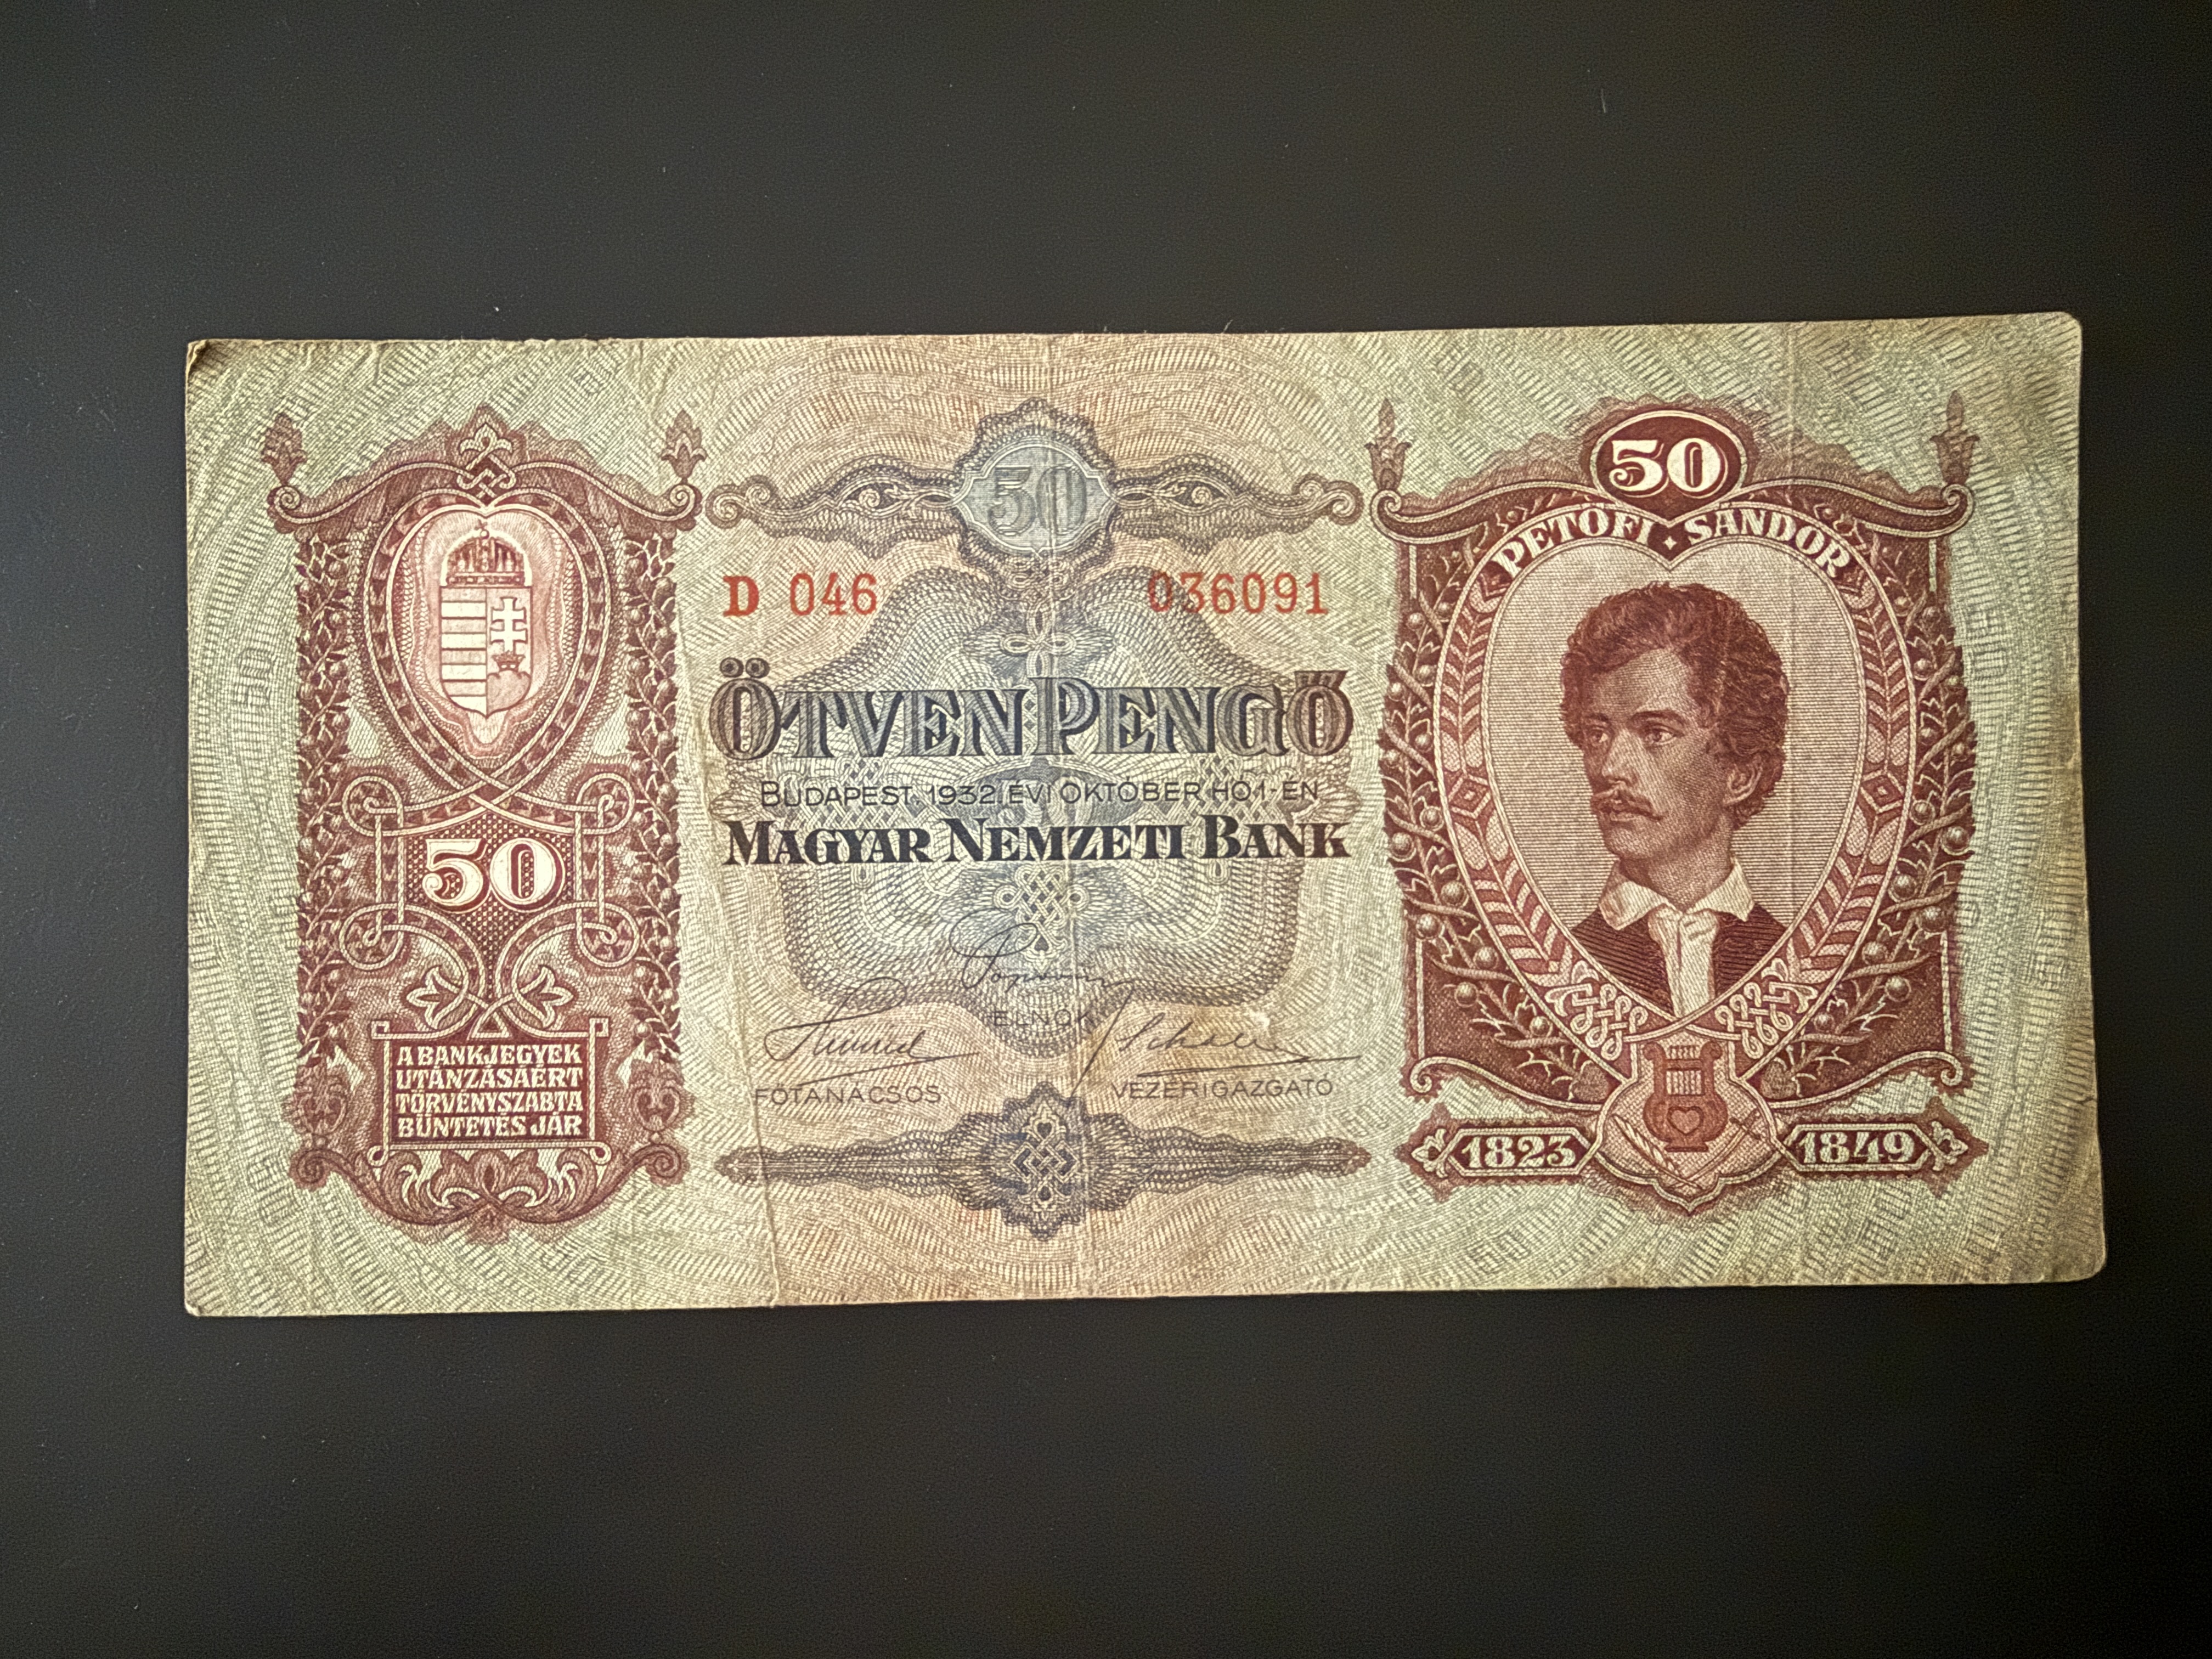 50
50
PETŐFI · SÁNDOR
D 046 036091
ÖTVEN PENGŐ
BUDAPEST, 1932. ÉVI OKTÓBER HÓ 1-ÉN
MAGYAR NEMZETI BANK
50
ELNÖK
FŐTANÁCSOS
VEZÉRIGAZGATÓ
A BANKJEGYEK
UTÁNZÁSÁÉRT
TÖRVÉNYSZABTA
BÜNTETÉS JÁR
1823 1849